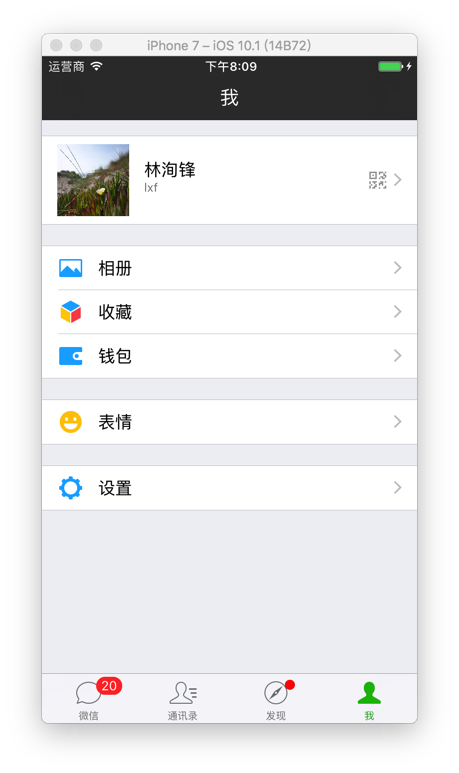 iPhone 7 – iOS 10.1 (14B72)
运营商 下午8:09
我
林洵锋
lxf
相册
收藏
钱包
表情
设置
20
微信 通讯录 发现 我